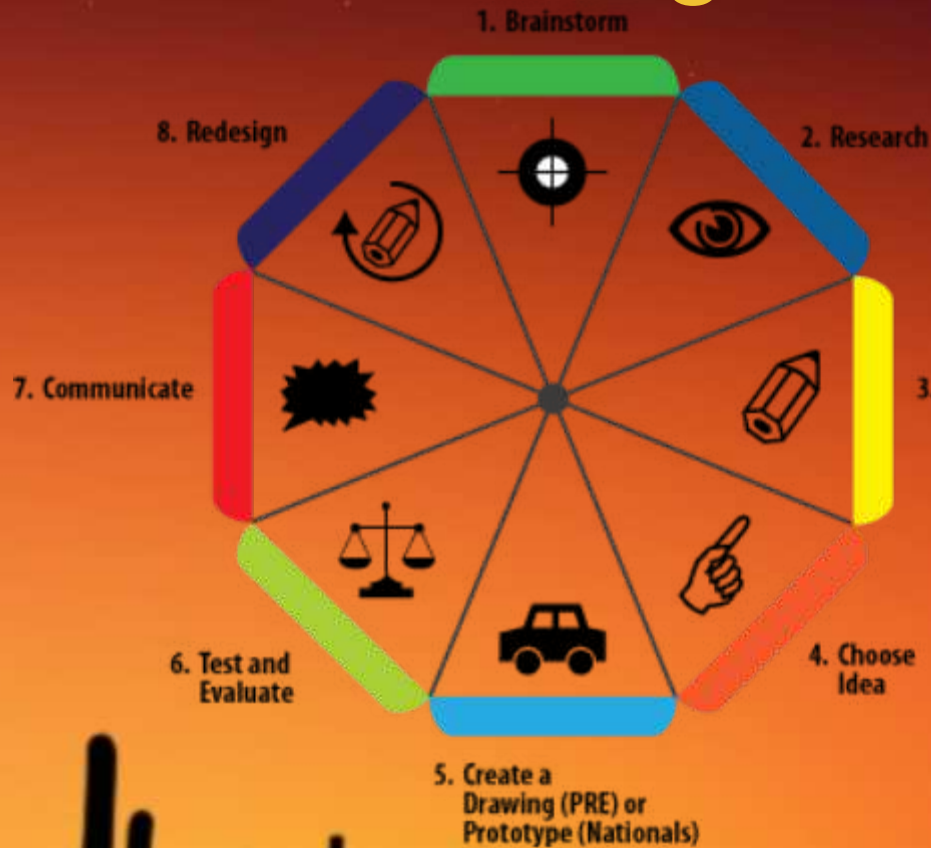 1. Brainstorm
2. Research
3.
4. Choose
Idea
5. Create a
Drawing (PRE) or
Prototype (Nationals)
6. Test and
Evaluate
7. Communicate
8. Redesign